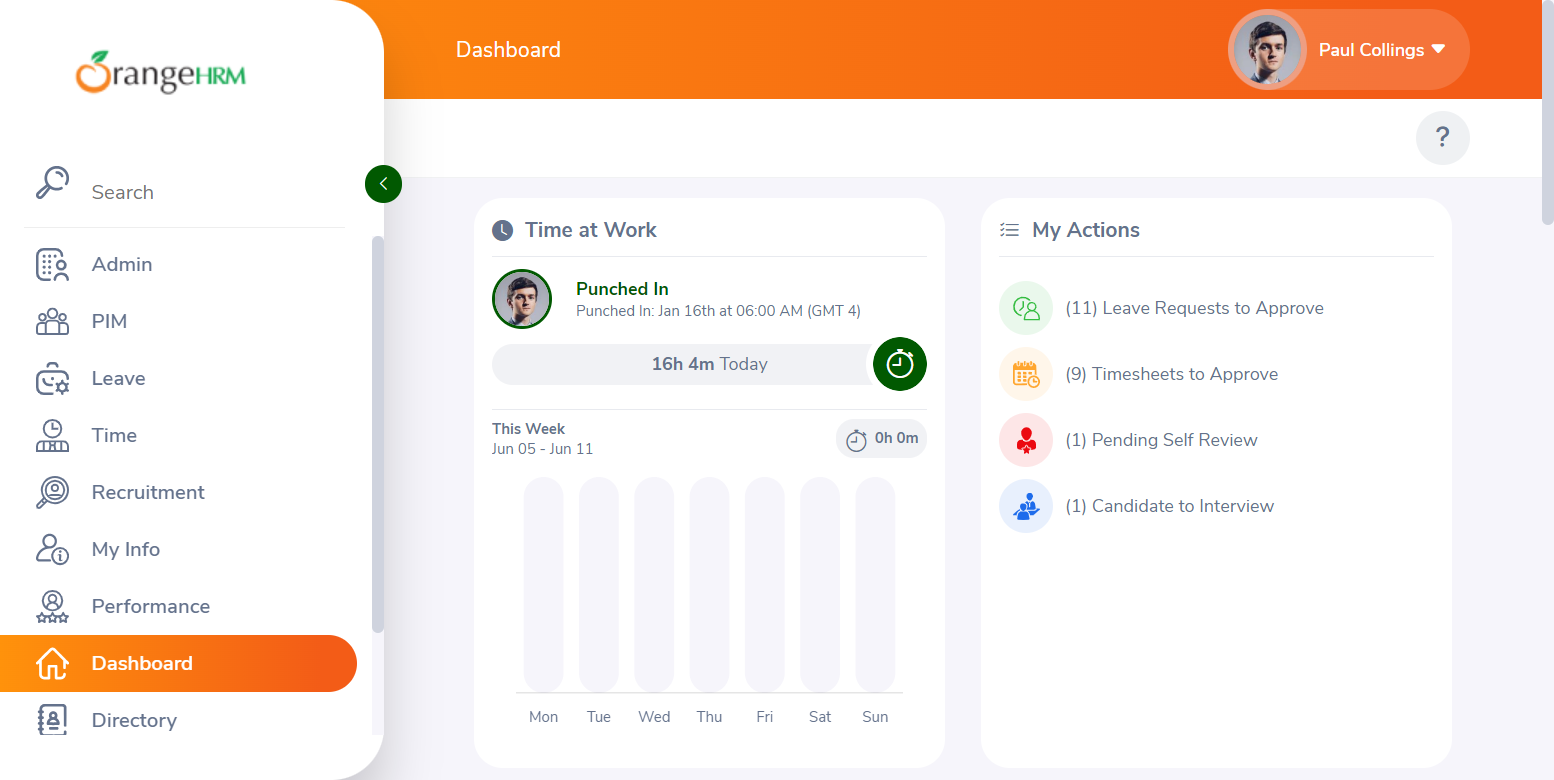 OrangeHRM
Dashboard
Paul Collings
?
Search
Admin
PIM
Leave
Time
Recruitment
My Info
Performance
Dashboard
Directory
Time at Work
Punched In
Punched In: Jan 16th at 06:00 AM (GMT 4)
16h 4m Today
This Week
Jun 05 - Jun 11
0h 0m
Mon Tue Wed Thu Fri Sat Sun
My Actions
(11) Leave Requests to Approve
(9) Timesheets to Approve
(1) Pending Self Review
(1) Candidate to Interview